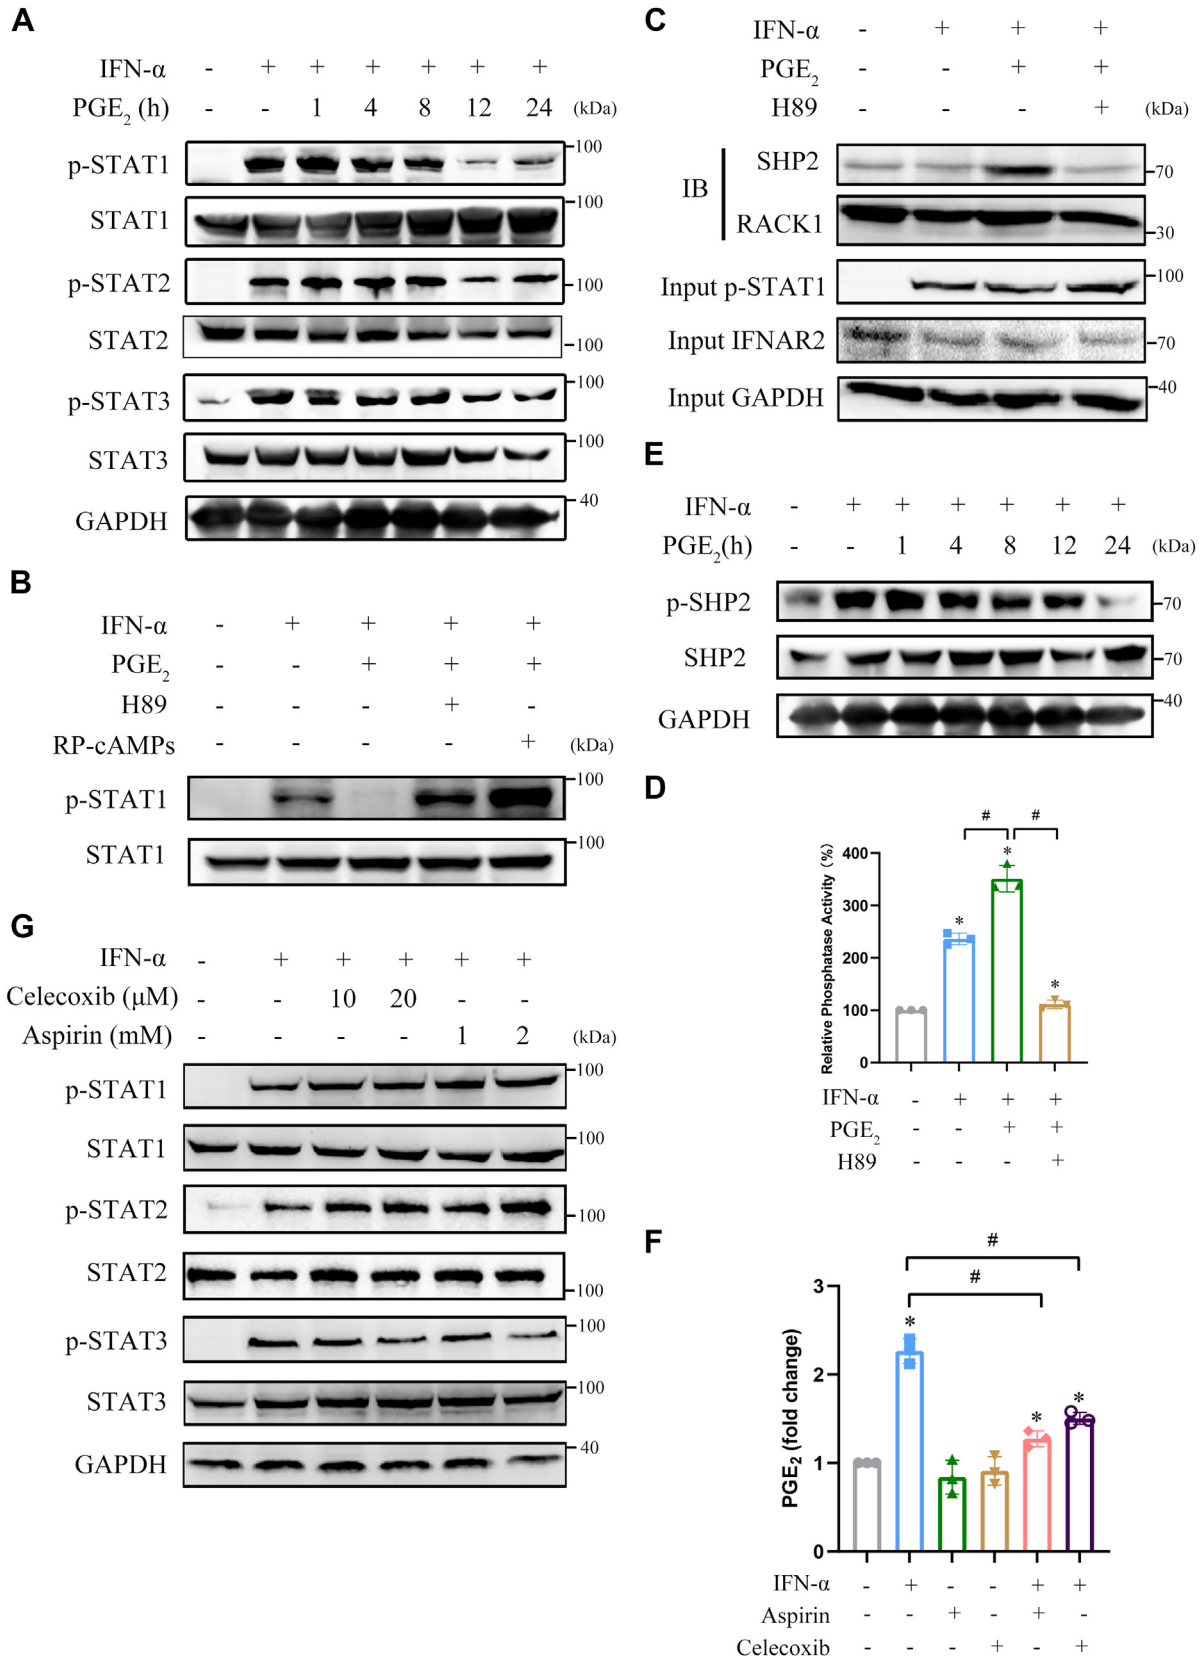 A
IFN-α - + + + + + +
PGE2 (h) - - 1 4 8 12 24 (kDa)
p-STAT1 100
STAT1 100
p-STAT2 100
STAT2 100
p-STAT3 100
STAT3 100
GAPDH 40
B
IFN-α - + + + +
PGE2 - - + + +
H89 - - - + -
RP-cAMPs - - - - + (kDa)
p-STAT1 100
STAT1 100
G
IFN-α - + + + + +
Celecoxib (μM) - - 10 20 - -
Aspirin (mM) - - - - 1 2 (kDa)
p-STAT1 100
STAT1 100
p-STAT2 100
STAT2 100
p-STAT3 100
STAT3 100
GAPDH 40
C
IFN-α - + + +
PGE2 - - + +
H89 - - - + (kDa)
IB
SHP2 70
RACK1 30
Input p-STAT1 100
Input IFNAR2 70
Input GAPDH 40
E
IFN-α - + + + + + +
PGE2(h) - - 1 4 8 12 24 (kDa)
p-SHP2 70
SHP2 70
GAPDH 40
D
Relative Phosphatase Activity (%)
# #
* * *
400
300
200
100
0
IFN-α - + + +
PGE2 - - + +
H89 - - - +
F
PGE2 (fold change)
#
#
* * *
3
2
1
0
IFN-α - + - - + +
Aspirin - - + - + -
Celecoxib - - - + - +